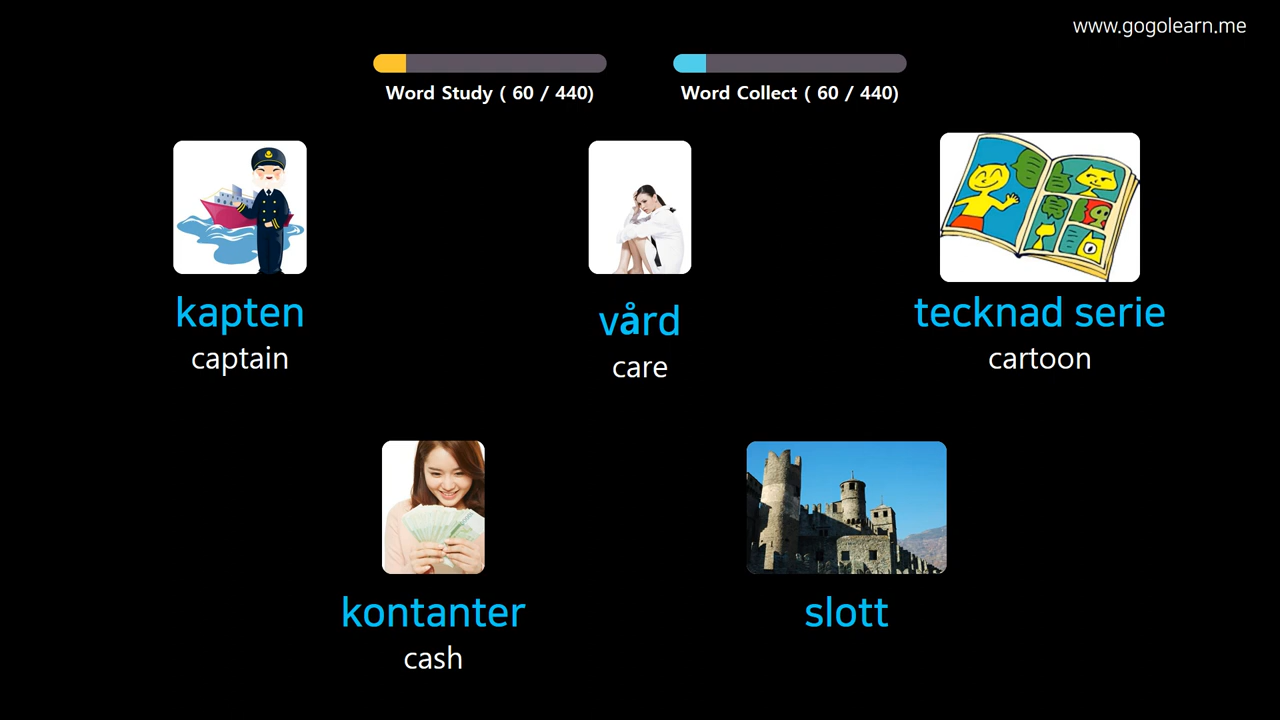 www.gogolearn.me
Word Study ( 60 / 440)
Word Collect ( 60 / 440)
kapten
captain
vård
care
tecknad serie
cartoon
kontanter
cash
slott